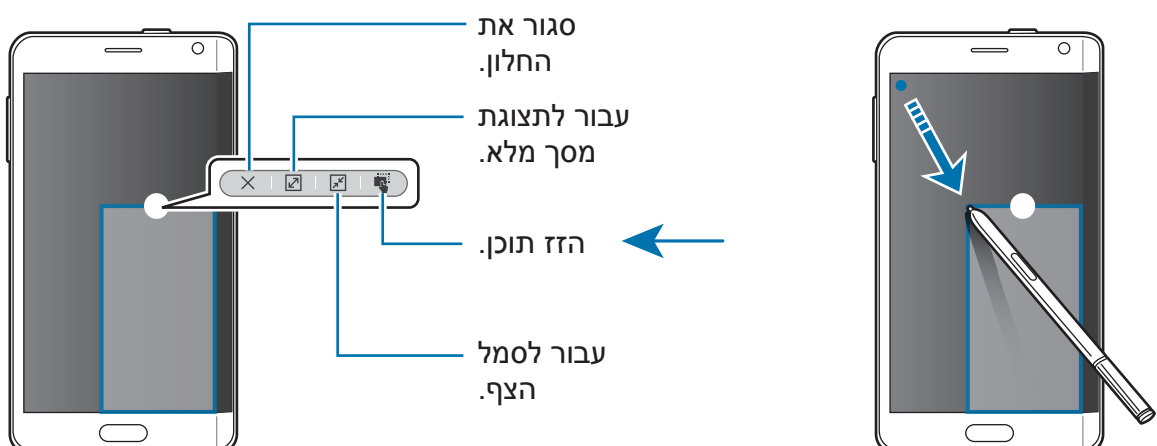 סגור את
החלון.
עבור לתצוגת
מסך מלא.
הזז תוכן.
עבור לסמל
הצף.